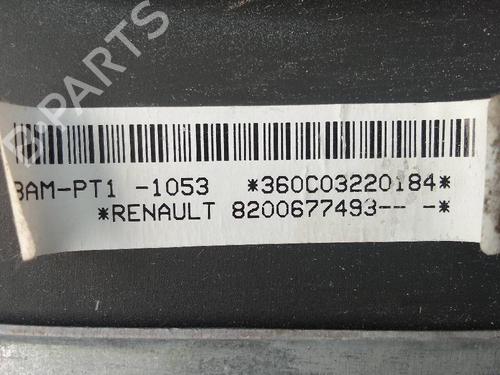 B-PARTS
BAM-PT1 -1053 *360C03220184*
*RENAULT 8200677493-- -*